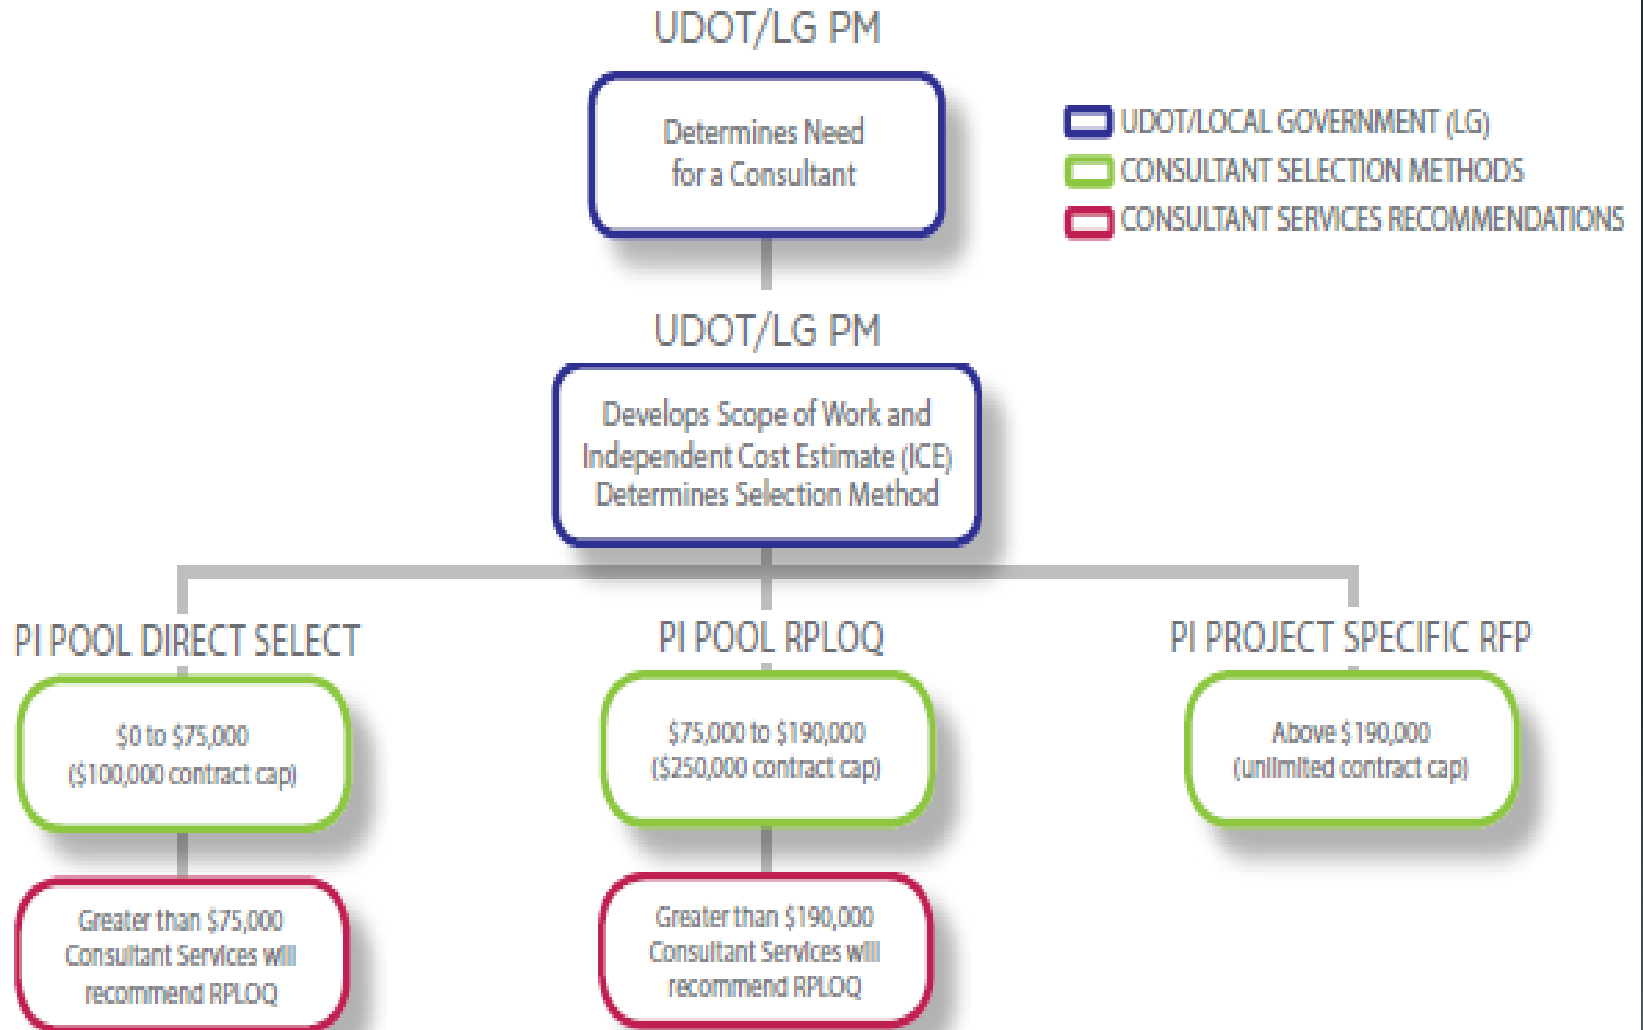 UDOT/LG PM
Determines Need
for a Consultant
UDOT/LOCAL GOVERNMENT (LG)
CONSULTANT SELECTION METHODS
CONSULTANT SERVICES RECOMMENDATIONS
UDOT/LG PM
Develops Scope of Work and
Independent Cost Estimate (ICE)
Determines Selection Method
PI POOL DIRECT SELECT
$0 to $75,000
($100,000 contract cap)
Greater than $75,000
Consultant Services will
recommend RPLOQ
PI POOL RPLOQ
$75,000 to $190,000
($250,000 contract cap)
Greater than $190,000
Consultant Services will
recommend RPLOQ
PI PROJECT SPECIFIC RFP
Above $190,000
(unlimited contract cap)